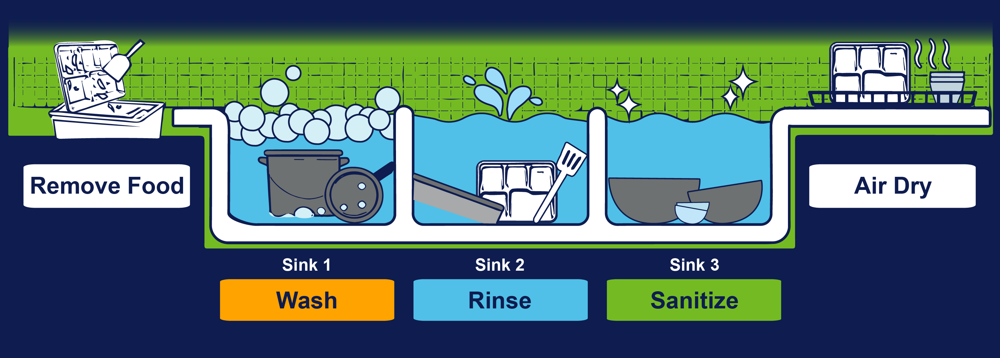 Remove Food
Air Dry
Sink 1
Sink 2
Sink 3
Wash
Rinse
Sanitize